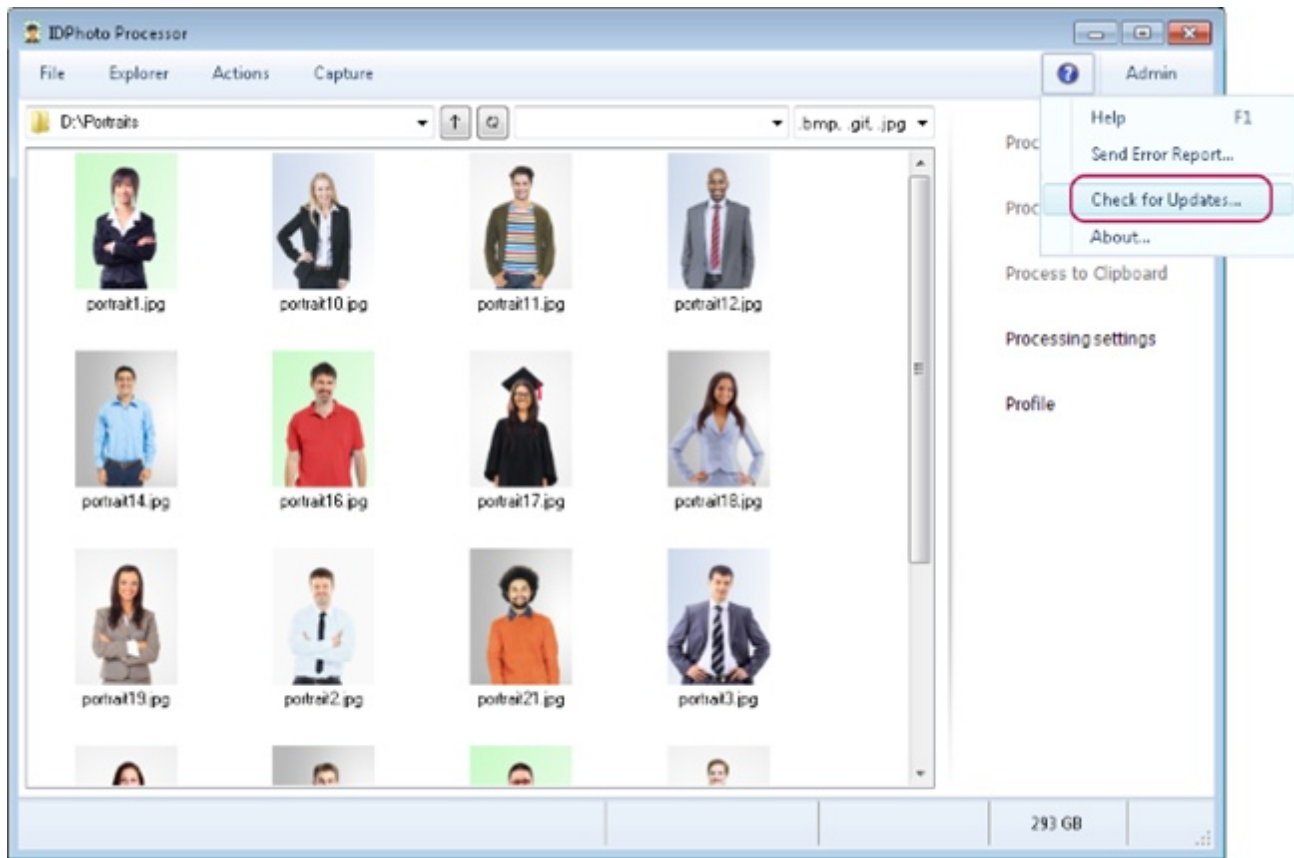 IDPhoto Processor
File Explorer Actions Capture Admin
D:\Portraits .bmp, .gif, .jpg
Help F1
Send Error Report...
Check for Updates...
About...
Proc
Proc
Process to Clipboard
Processing settings
Profile
portrait1.jpg portrait10.jpg portrait11.jpg portrait12.jpg
portrait14.jpg portrait16.jpg portrait17.jpg portrait18.jpg
portrait19.jpg portrait2.jpg portrait21.jpg portrait3.jpg
293 GB